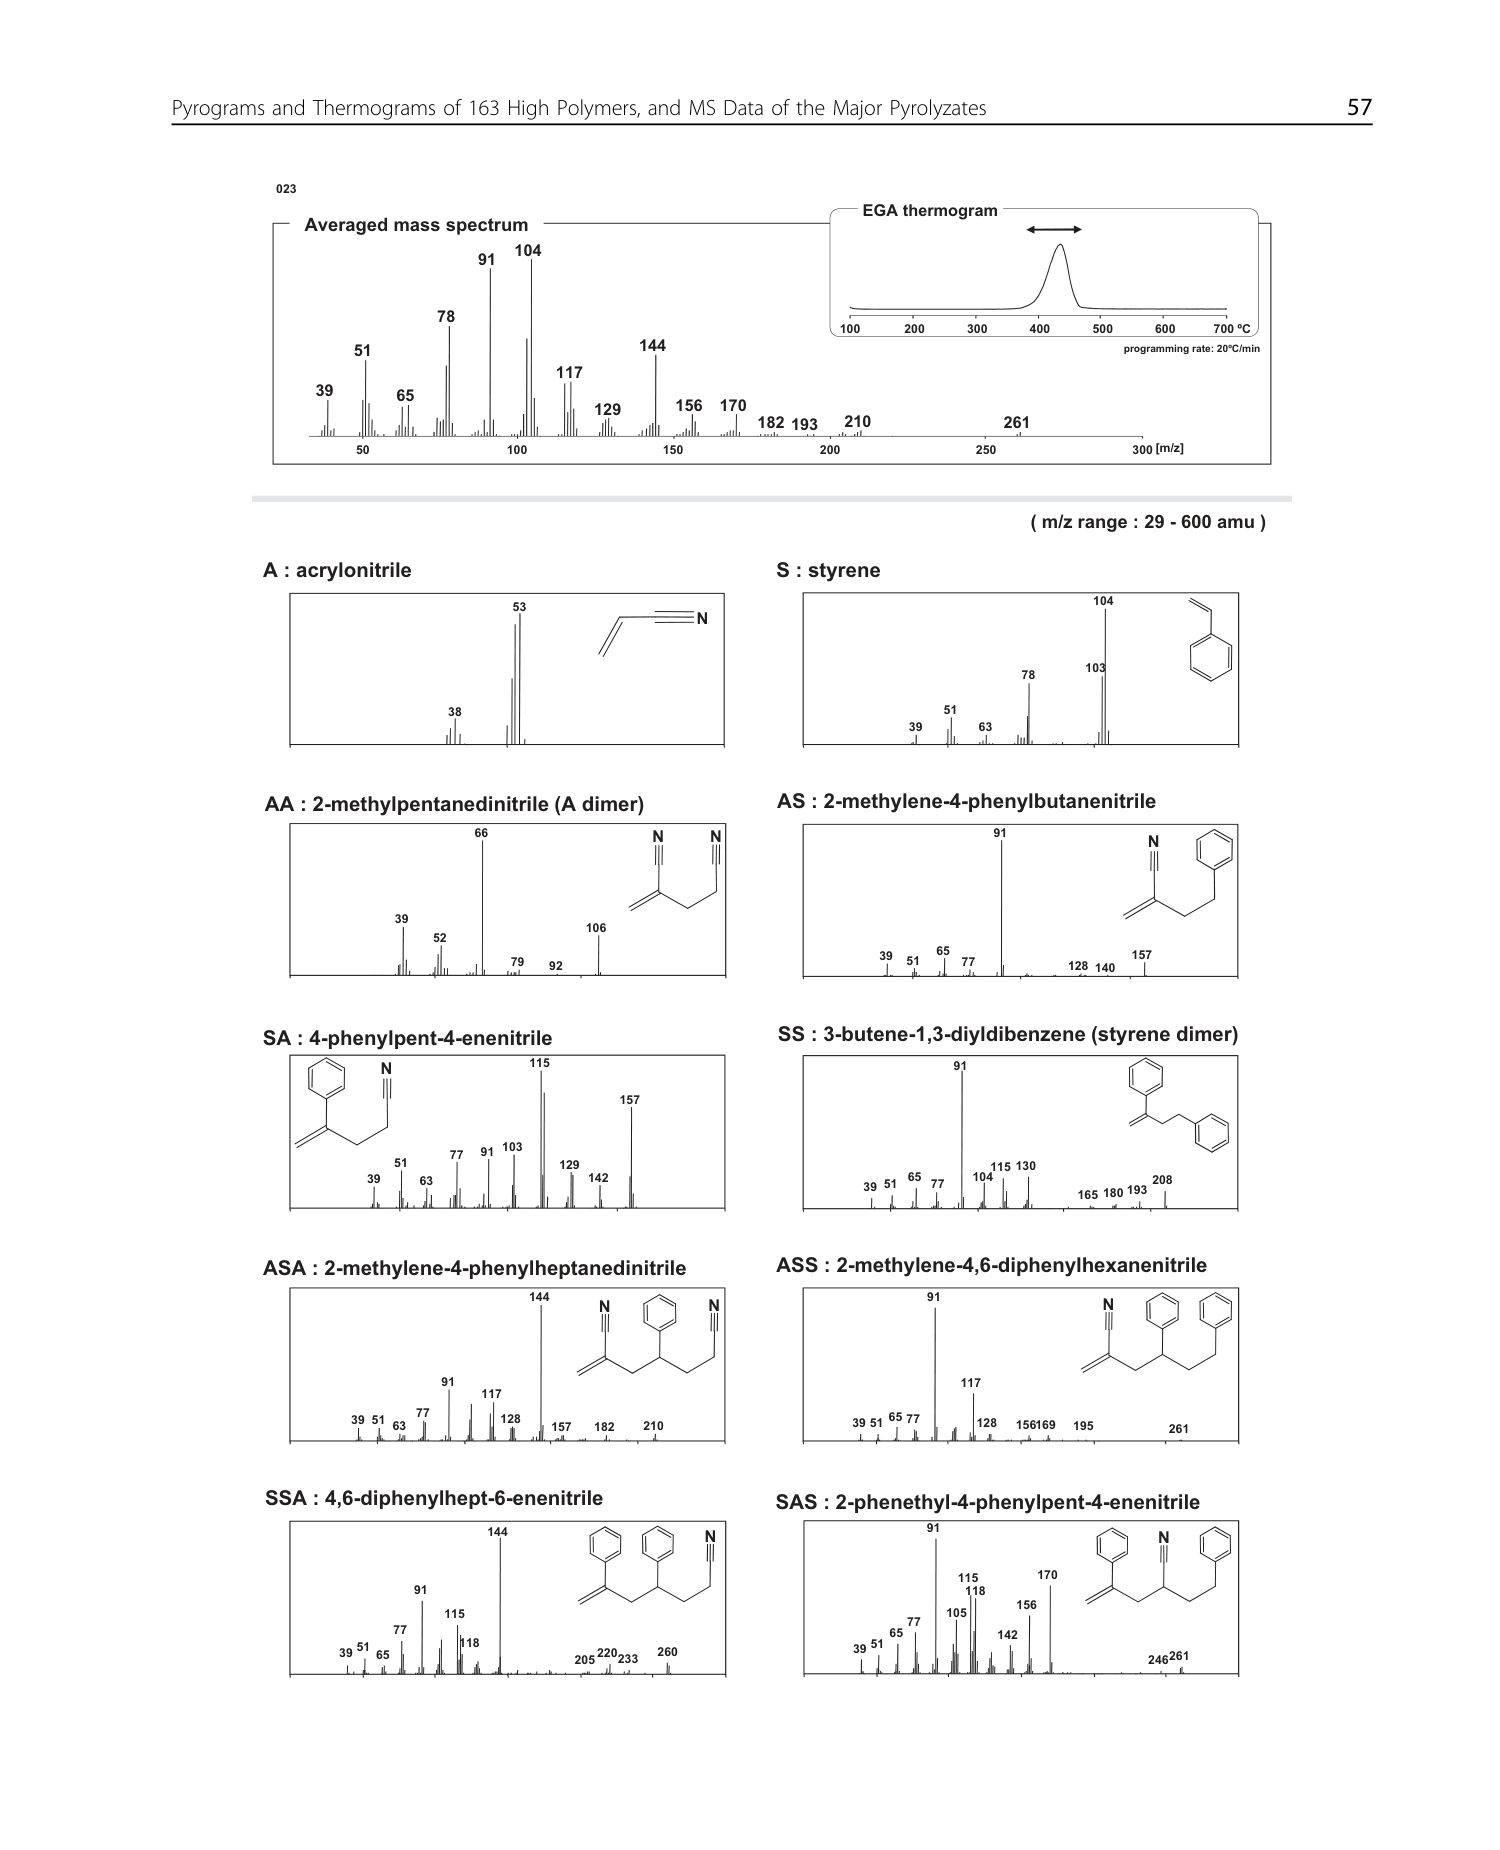 Pyrograms and Thermograms of 163 High Polymers, and MS Data of the Major Pyrolyzates 57
023
Averaged mass spectrum
EGA thermogram
100 200 300 400 500 600 700 ºC
programming rate: 20ºC/min
39 51 65 78 91 104 117 129 144 156 170 182 193 210 261
50 100 150 200 250 300 [m/z]
( m/z range : 29 - 600 amu )
A : acrylonitrile
38 53 N
S : styrene
39 51 63 78 103 104
AA : 2-methylpentanedinitrile (A dimer)
39 52 66 79 92 106 N N
AS : 2-methylene-4-phenylbutanenitrile
39 51 65 77 91 128 140 157 N
SA : 4-phenylpent-4-enenitrile
N 39 51 63 77 91 103 115 129 142 157
SS : 3-butene-1,3-diyldibenzene (styrene dimer)
39 51 65 77 91 104 115 130 165 180 193 208
ASA : 2-methylene-4-phenylheptanedinitrile
39 51 63 77 91 117 128 144 157 182 210 N N
ASS : 2-methylene-4,6-diphenylhexanenitrile
39 51 65 77 91 117 128 156 169 195 261 N
SSA : 4,6-diphenylhept-6-enenitrile
39 51 65 77 91 115 118 144 205 220 233 260 N
SAS : 2-phenethyl-4-phenylpent-4-enenitrile
39 51 65 77 91 105 115 118 142 156 170 246 261 N